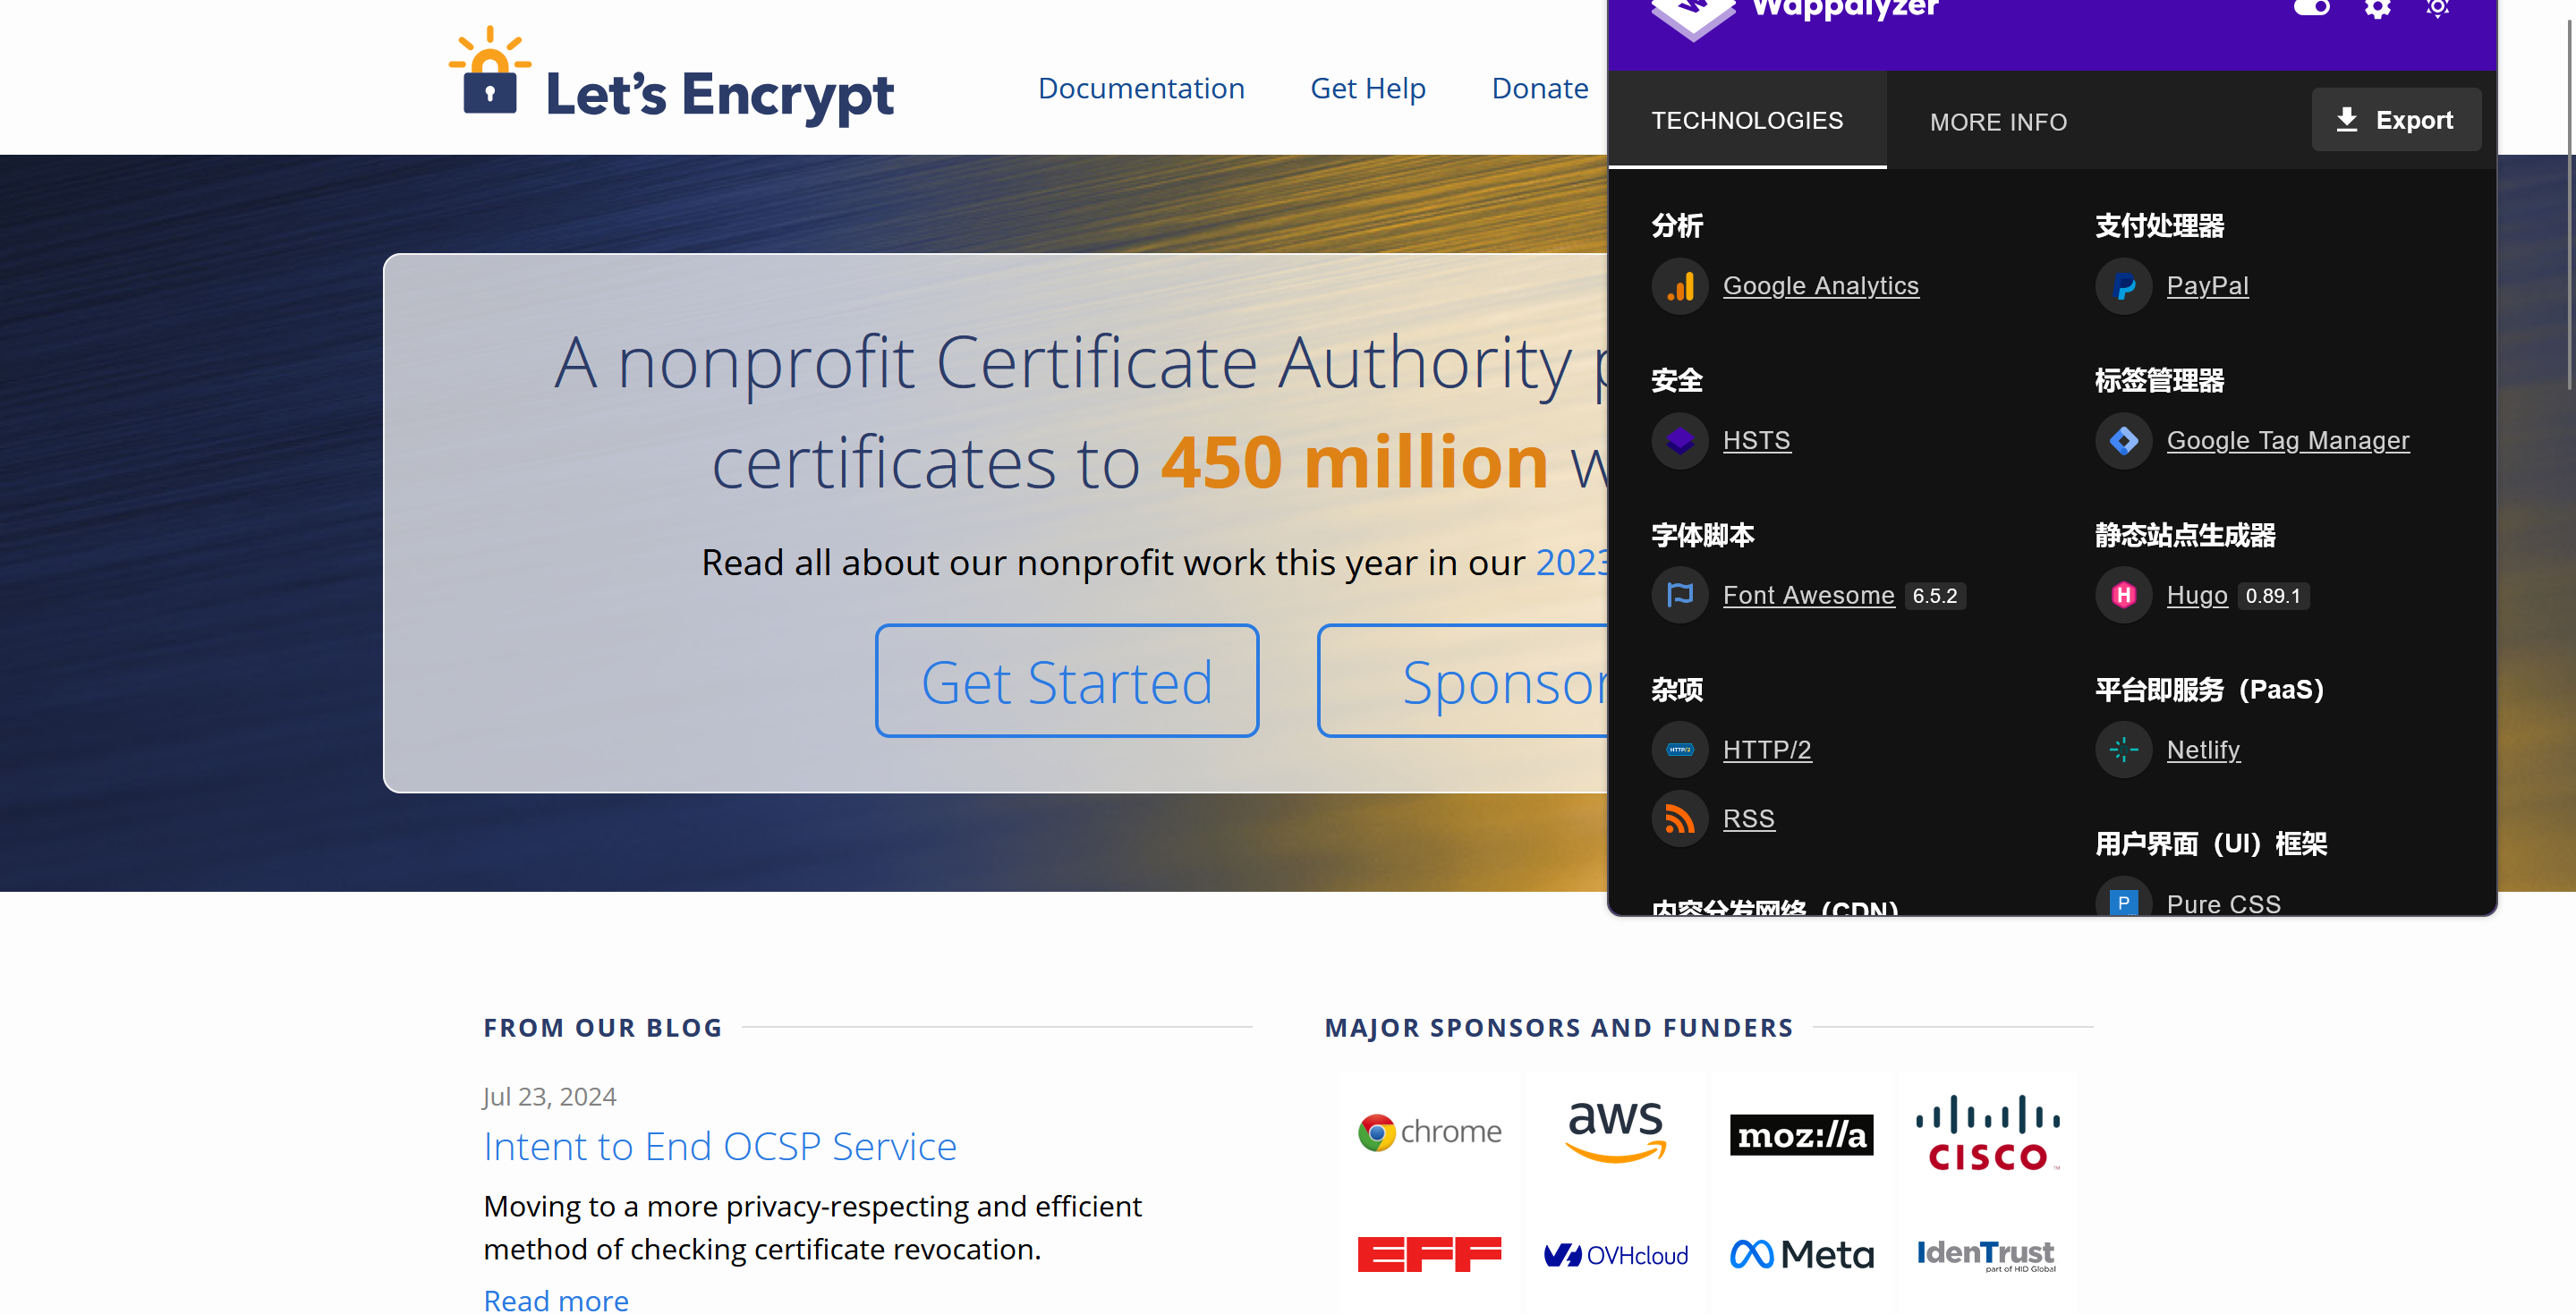 Let's Encrypt
Documentation
Get Help
Donate
A nonprofit Certificate Authority
certificates to 450 million
Read all about our nonprofit work this year in our 2023
Get Started
Sponsor
Wappalyzer
TECHNOLOGIES
MORE INFO
Export
分析
Google Analytics
安全
HSTS
字体脚本
Font Awesome 6.5.2
杂项
HTTP/2
HTTP/2
RSS
内容分发网络（CDN）
支付处理器
PayPal
标签管理器
Google Tag Manager
静态站点生成器
H
Hugo 0.89.1
平台即服务（PaaS）
Netlify
用户界面（UI）框架
P
Pure CSS
FROM OUR BLOG
Jul 23, 2024
Intent to End OCSP Service
Moving to a more privacy-respecting and efficient
method of checking certificate revocation.
Read more
MAJOR SPONSORS AND FUNDERS
chrome
aws
moz://a
CISCO
EFF
OVHcloud
Meta
IdenTrust
part of HID Global